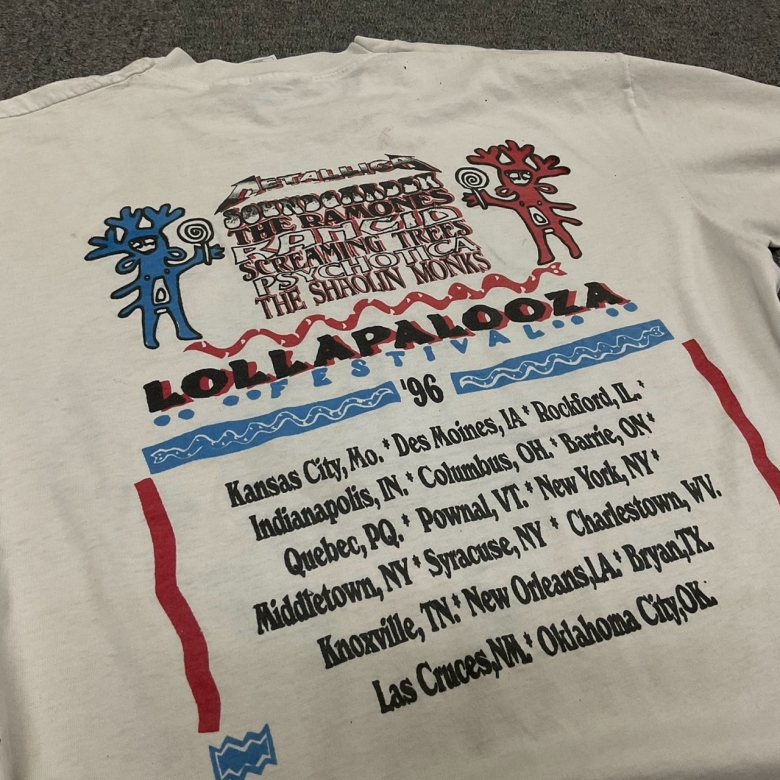 METALLICA
SOUNDGARDEN
THE RAMONES
RANCID
SCREAMING TREES
PSYCHOTICA
THE SHAOLIN MONKS
LOLLAPALOOZA
FESTIVAL
'96
Kansas City, Mo. * Des Moines, IA * Rockford, IL. *
Indianapolis, IN. * Columbus, OH. * Barrie, ON *
Quebec, PQ. * Pownal, VT. * New York, NY *
Middletown, NY * Syracuse, NY * Charlestown, WV.
Knoxville, TN. * New Orleans, LA. * Bryan, TX.
Las Cruces, NM. * Oklahoma City, OK.